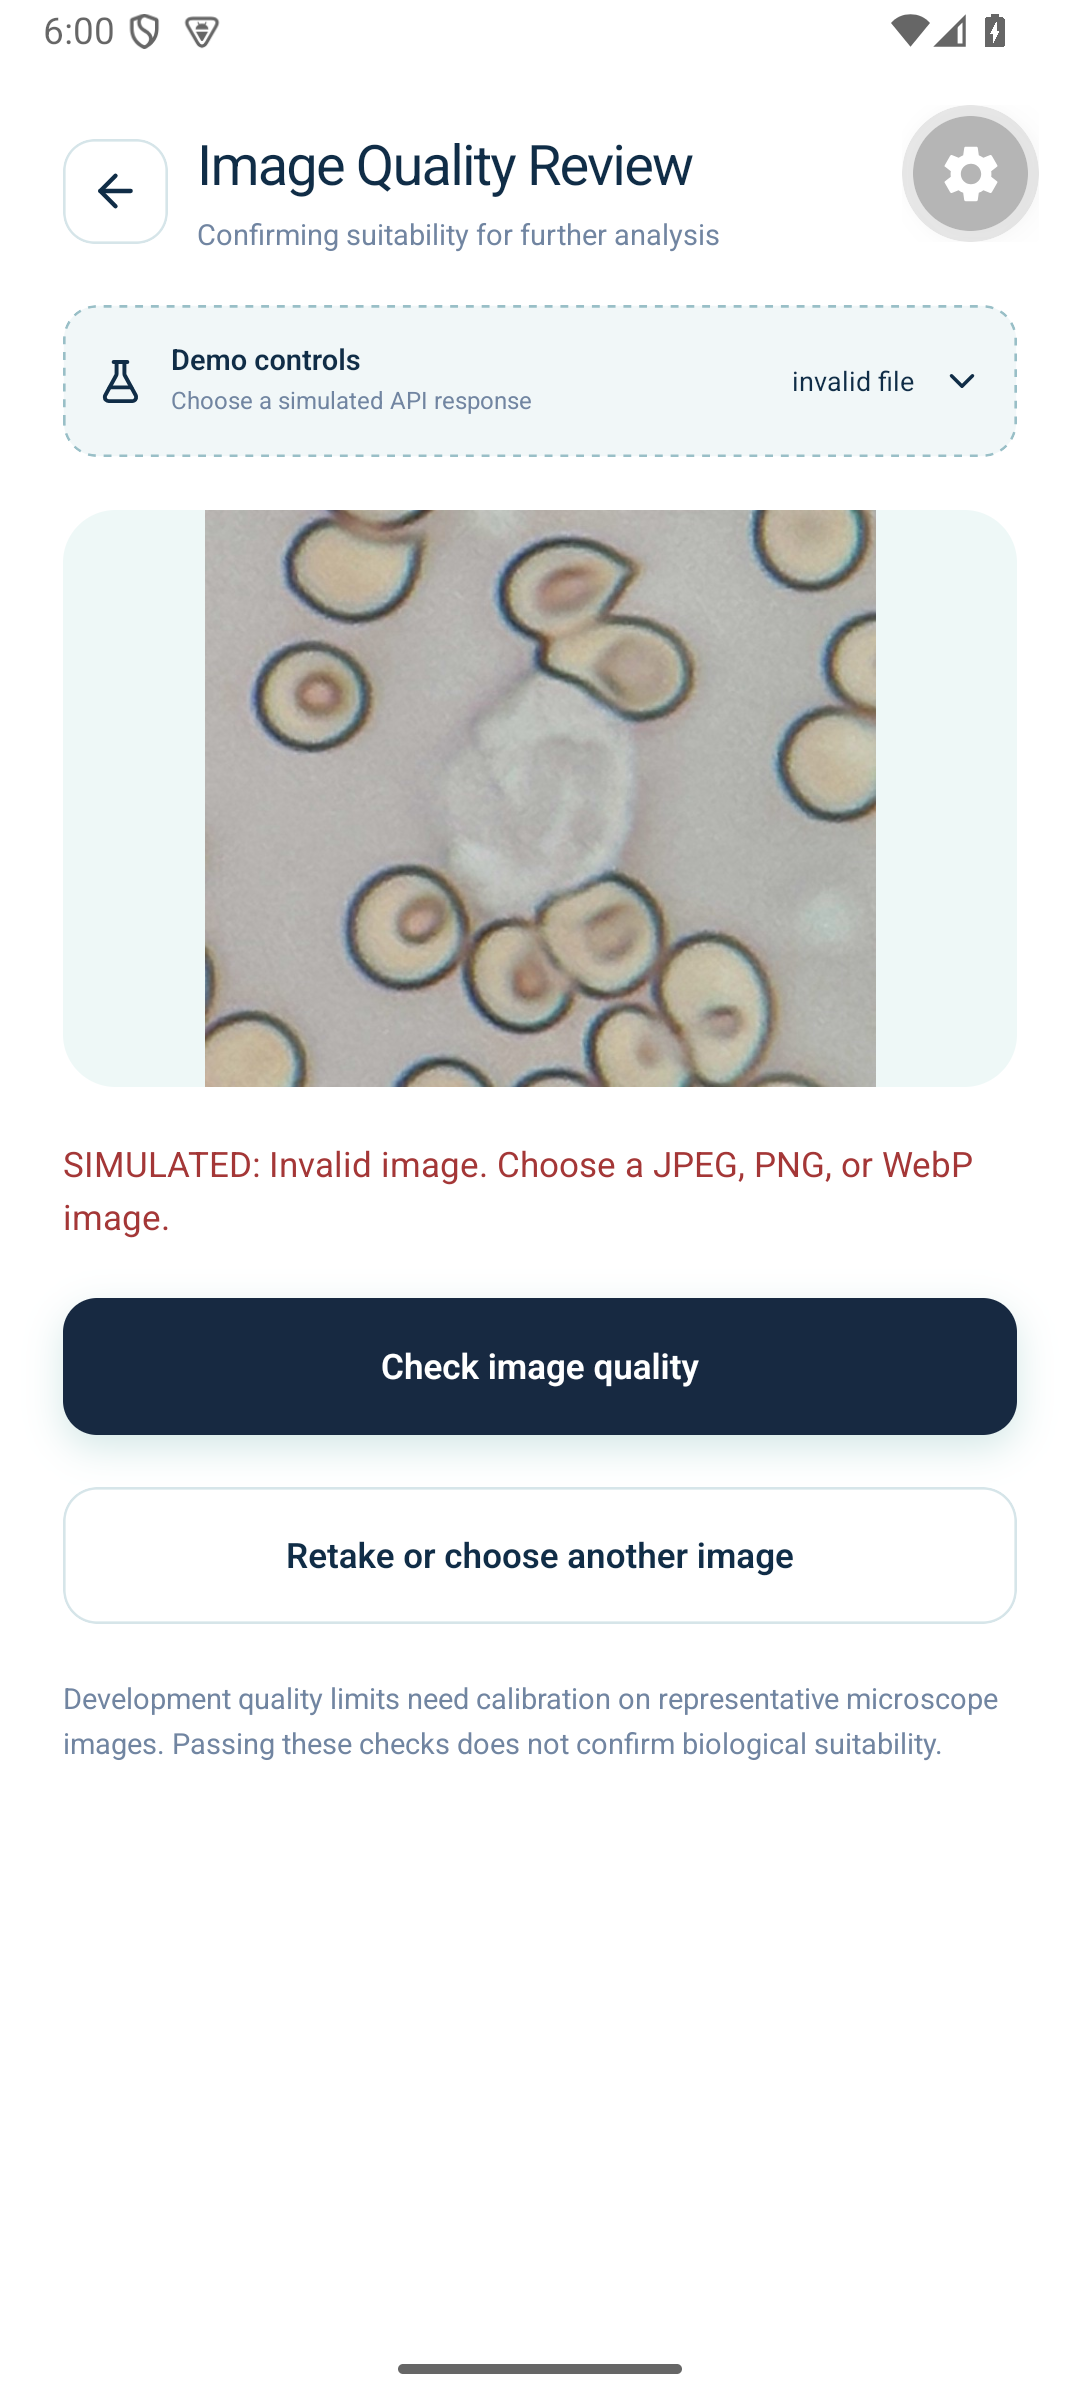 6:00
Image Quality Review
Confirming suitability for further analysis
Demo controls
Choose a simulated API response
invalid file
SIMULATED: Invalid image. Choose a JPEG, PNG, or WebP
image.
Check image quality
Retake or choose another image
Development quality limits need calibration on representative microscope
images. Passing these checks does not confirm biological suitability.